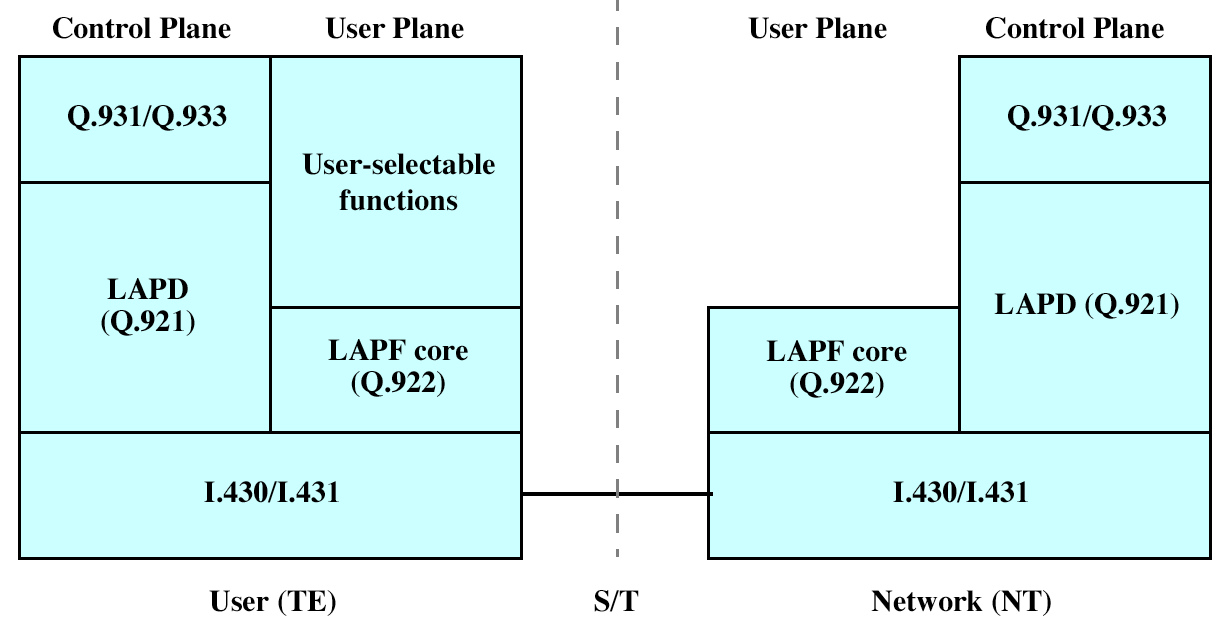 Control Plane
User Plane
User Plane
Control Plane
Q.931/Q.933
User-selectable
functions
Q.931/Q.933
LAPD
(Q.921)
LAPF core
(Q.922)
LAPF core
(Q.922)
LAPD (Q.921)
I.430/I.431
I.430/I.431
User (TE)
S/T
Network (NT)